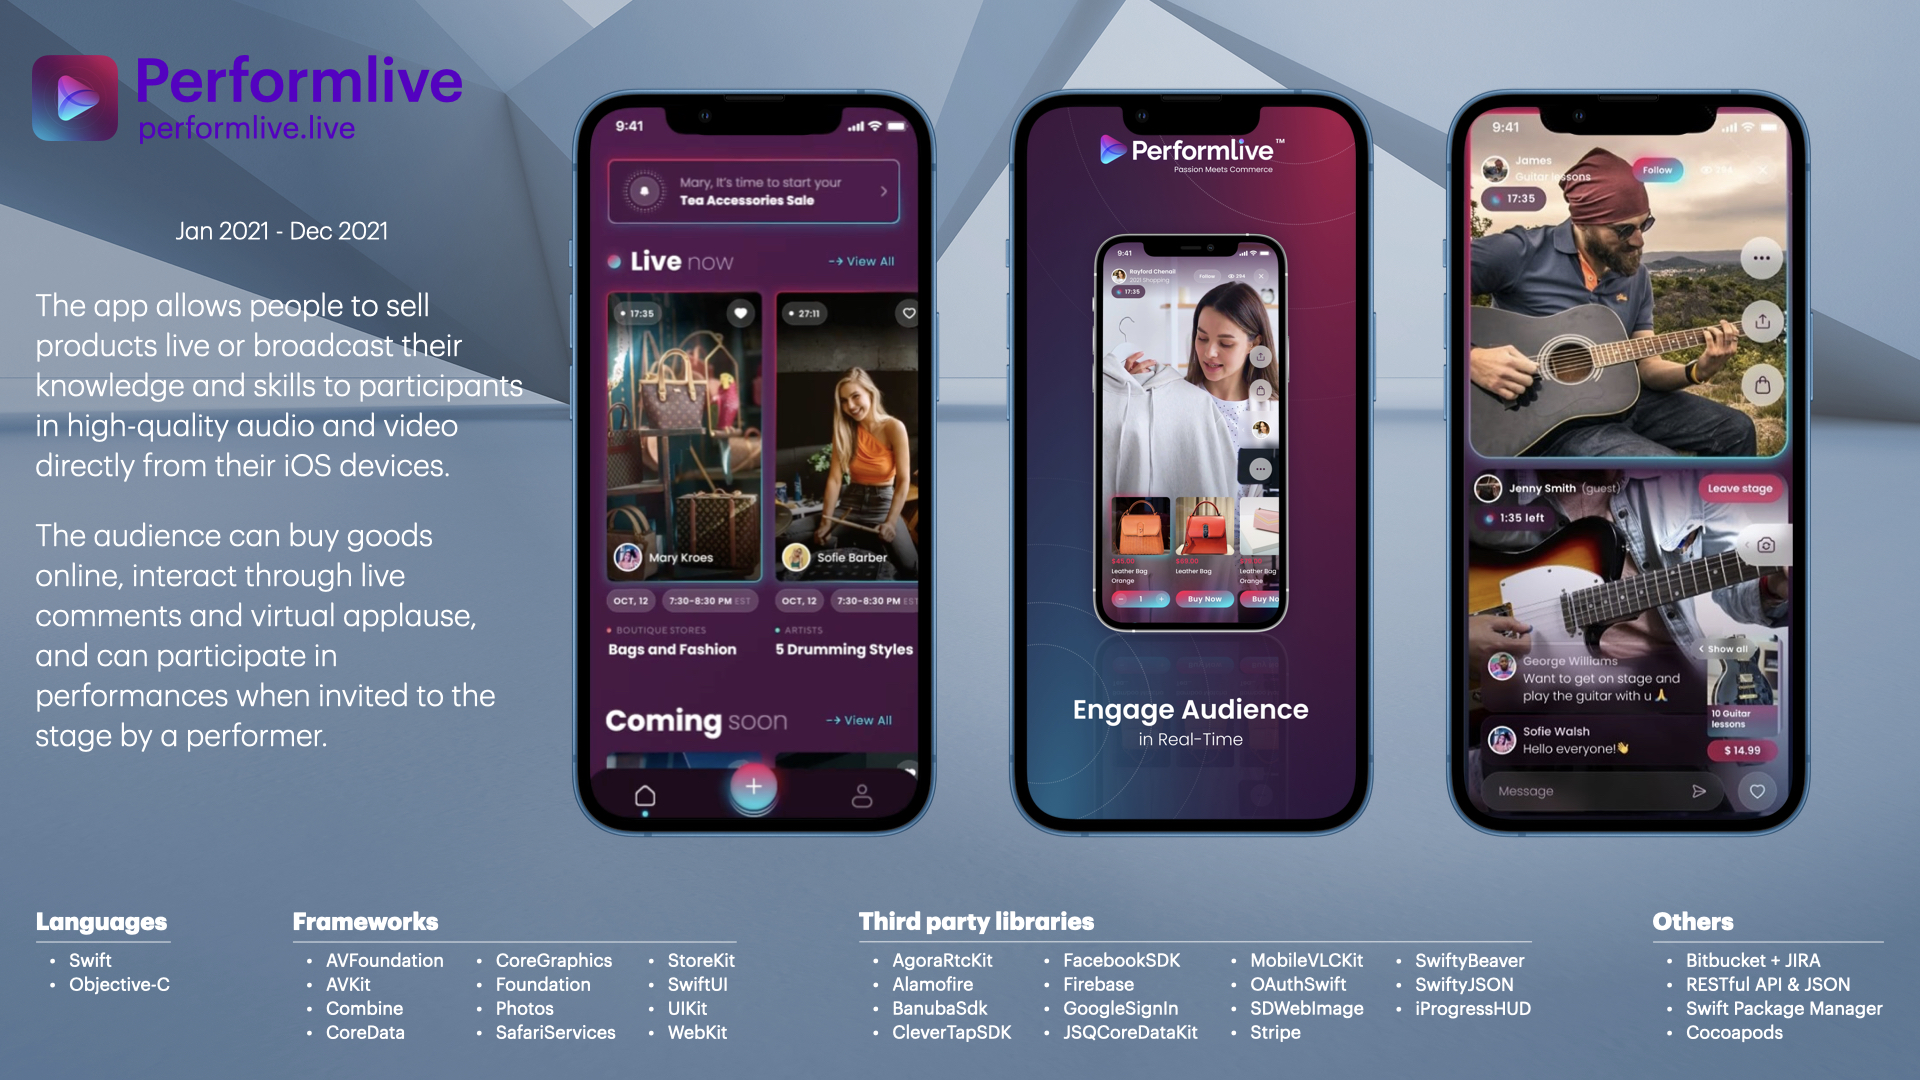 Performlive
performlive.live
Jan 2021 - Dec 2021
The app allows people to sell
products live or broadcast their
knowledge and skills to participants
in high-quality audio and video
directly from their iOS devices.
The audience can buy goods
online, interact through live
comments and virtual applause,
and can participate in
performances when invited to the
stage by a performer.
9:41
Mary, It's time to start your
Tea Accessories Sale
Live now
View All
17:35
27:11
Mary Kroes
Sofie Barber
OCT, 12
7:30-8:30 PM EST
OCT, 12
7:30-8:30 PM EST
BOUTIQUE STORES
ARTISTS
Bags and Fashion
5 Drumming Styles
Coming soon
View All
Performlive™
Passion Meets Commerce
9:41
Rayford Chenail
2021 Shopping
Follow
294
17:35
$45.00
$45.00
Leather Bag
Orange
Leather Bag
Leather Bag
Orange
1
Buy Now
Buy No
Engage Audience
in Real-Time
9:41
James
Guitar lessons
Follow
294
17:35
Jenny Smith (guest)
Leave stage
1:35 left
Show all
George Williams
Want to get on stage and
play the guitar with u 🙏
10 Guitar
lessons
Sofie Walsh
Hello everyone!👋
$ 14.99
Message
Languages
• Swift
• Objective-C
Frameworks
• AVFoundation
• AVKit
• Combine
• CoreData
• CoreGraphics
• Foundation
• Photos
• SafariServices
• StoreKit
• SwiftUI
• UIKit
• WebKit
Third party libraries
• AgoraRtcKit
• Alamofire
• BanubaSdk
• CleverTapSDK
• FacebookSDK
• Firebase
• GoogleSignIn
• JSQCoreDataKit
• MobileVLCKit
• OAuthSwift
• SDWebImage
• Stripe
• SwiftyBeaver
• SwiftyJSON
• iProgressHUD
Others
• Bitbucket + JIRA
• RESTful API & JSON
• Swift Package Manager
• Cocoapods